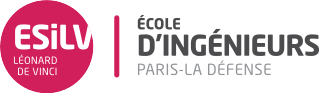 ESiLV
LÉONARD
DE VINCI
ÉCOLE
D'INGÉNIEURS
PARIS-LA DÉFENSE